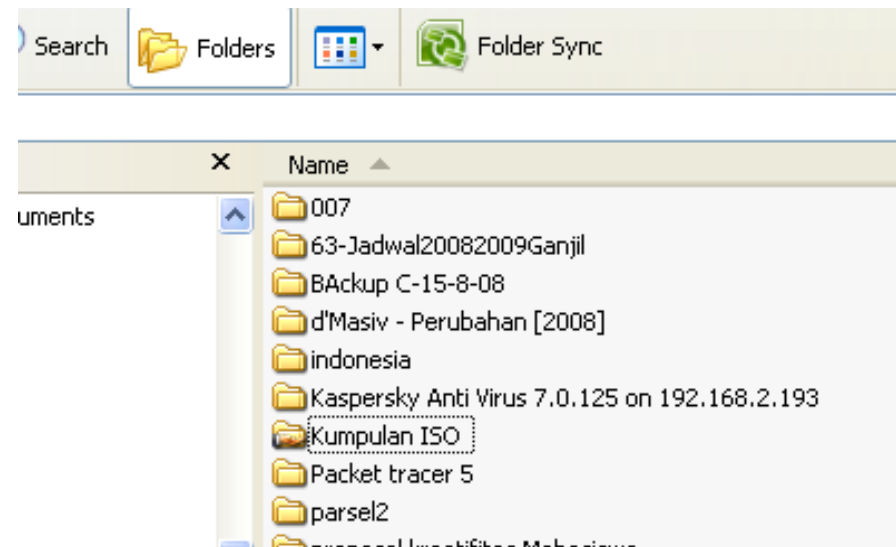 Search Folders Folder Sync
Name
uments
007
63-Jadwal20082009Ganjil
BAckup C-15-8-08
d'Masiv - Perubahan [2008]
indonesia
Kaspersky Anti Virus 7.0.125 on 192.168.2.193
Kumpulan ISO
Packet tracer 5
parsel2